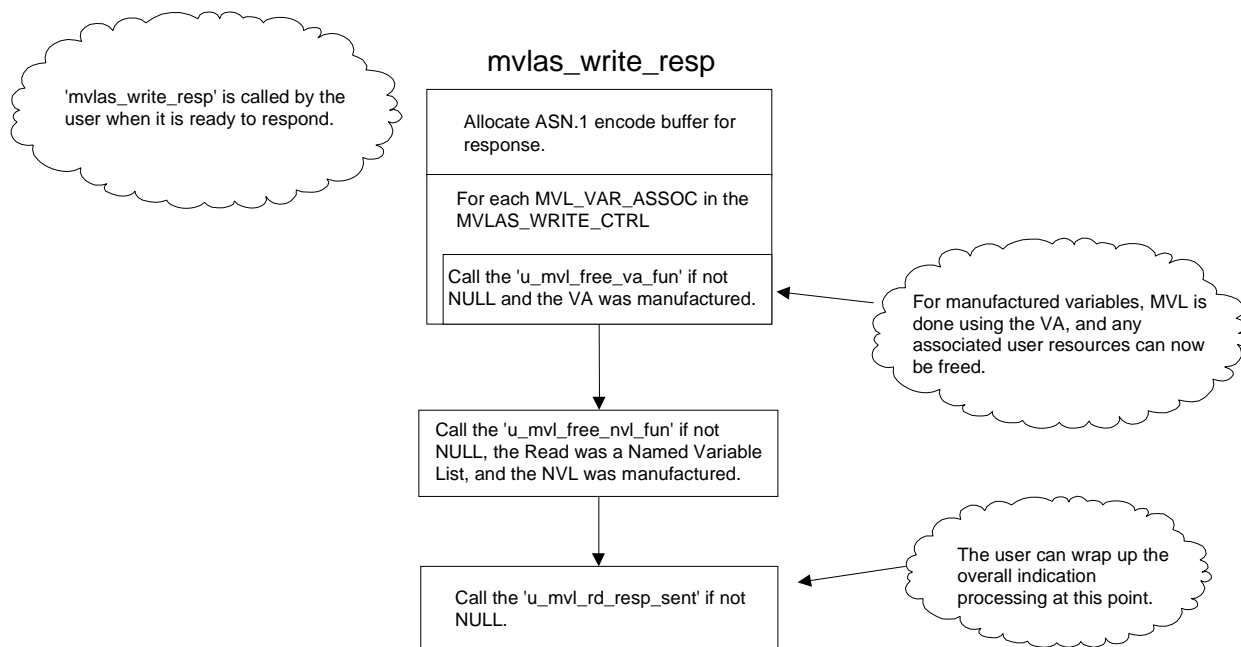 mvlas_write_resp
'mvlas_write_resp' is called by the
user when it is ready to respond.
Allocate ASN.1 encode buffer for
response.
For each MVL_VAR_ASSOC in the
MVLAS_WRITE_CTRL
Call the 'u_mvl_free_va_fun' if not
NULL and the VA was manufactured.
For manufactured variables, MVL is
done using the VA, and any
associated user resources can now
be freed.
Call the 'u_mvl_free_nvl_fun' if not
NULL, the Read was a Named Variable
List, and the NVL was manufactured.
Call the 'u_mvl_rd_resp_sent' if not
NULL.
The user can wrap up the
overall indication
processing at this point.